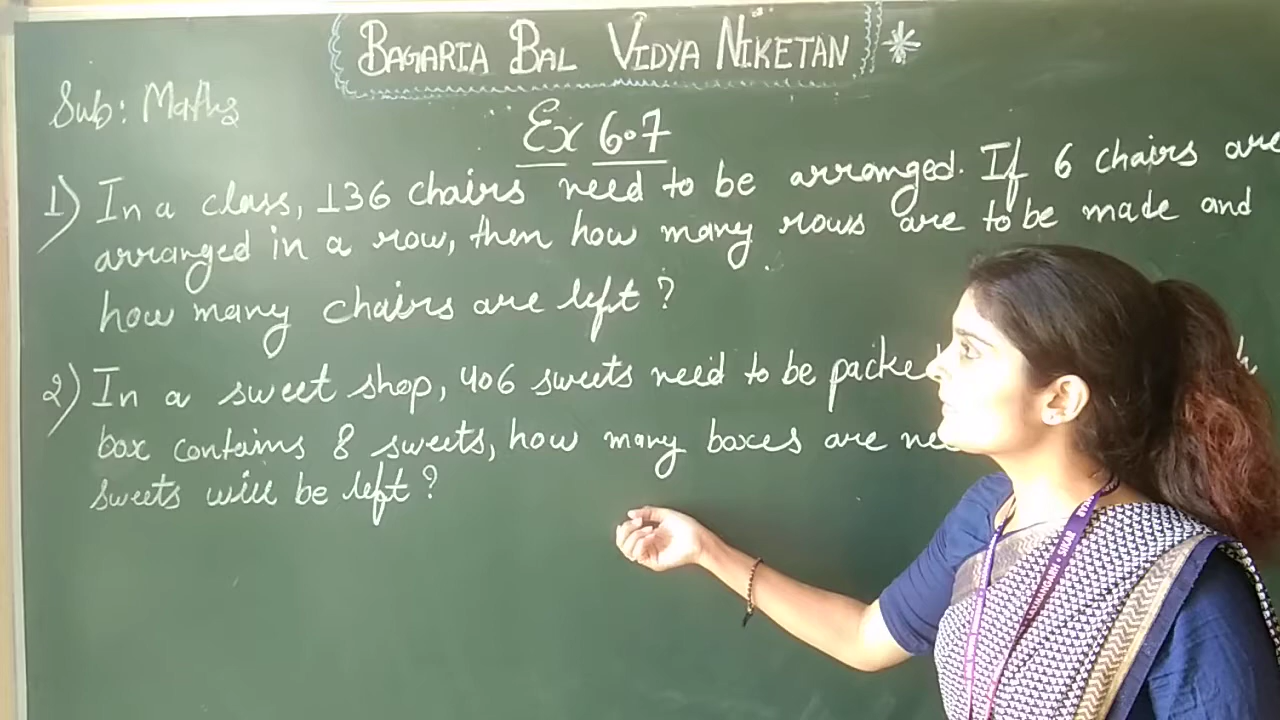 BAGARIA BAL VIDYA NIKETAN
Sub: Maths
Ex 6.7
1) In a class, 136 chairs need to be arranged. If 6 chairs are
arranged in a row, then how many rows are to be made and
how many chairs are left?
2) In a sweet shop, 406 sweets need to be packed
box contains 8 sweets, how many boxes are
sweets will be left?